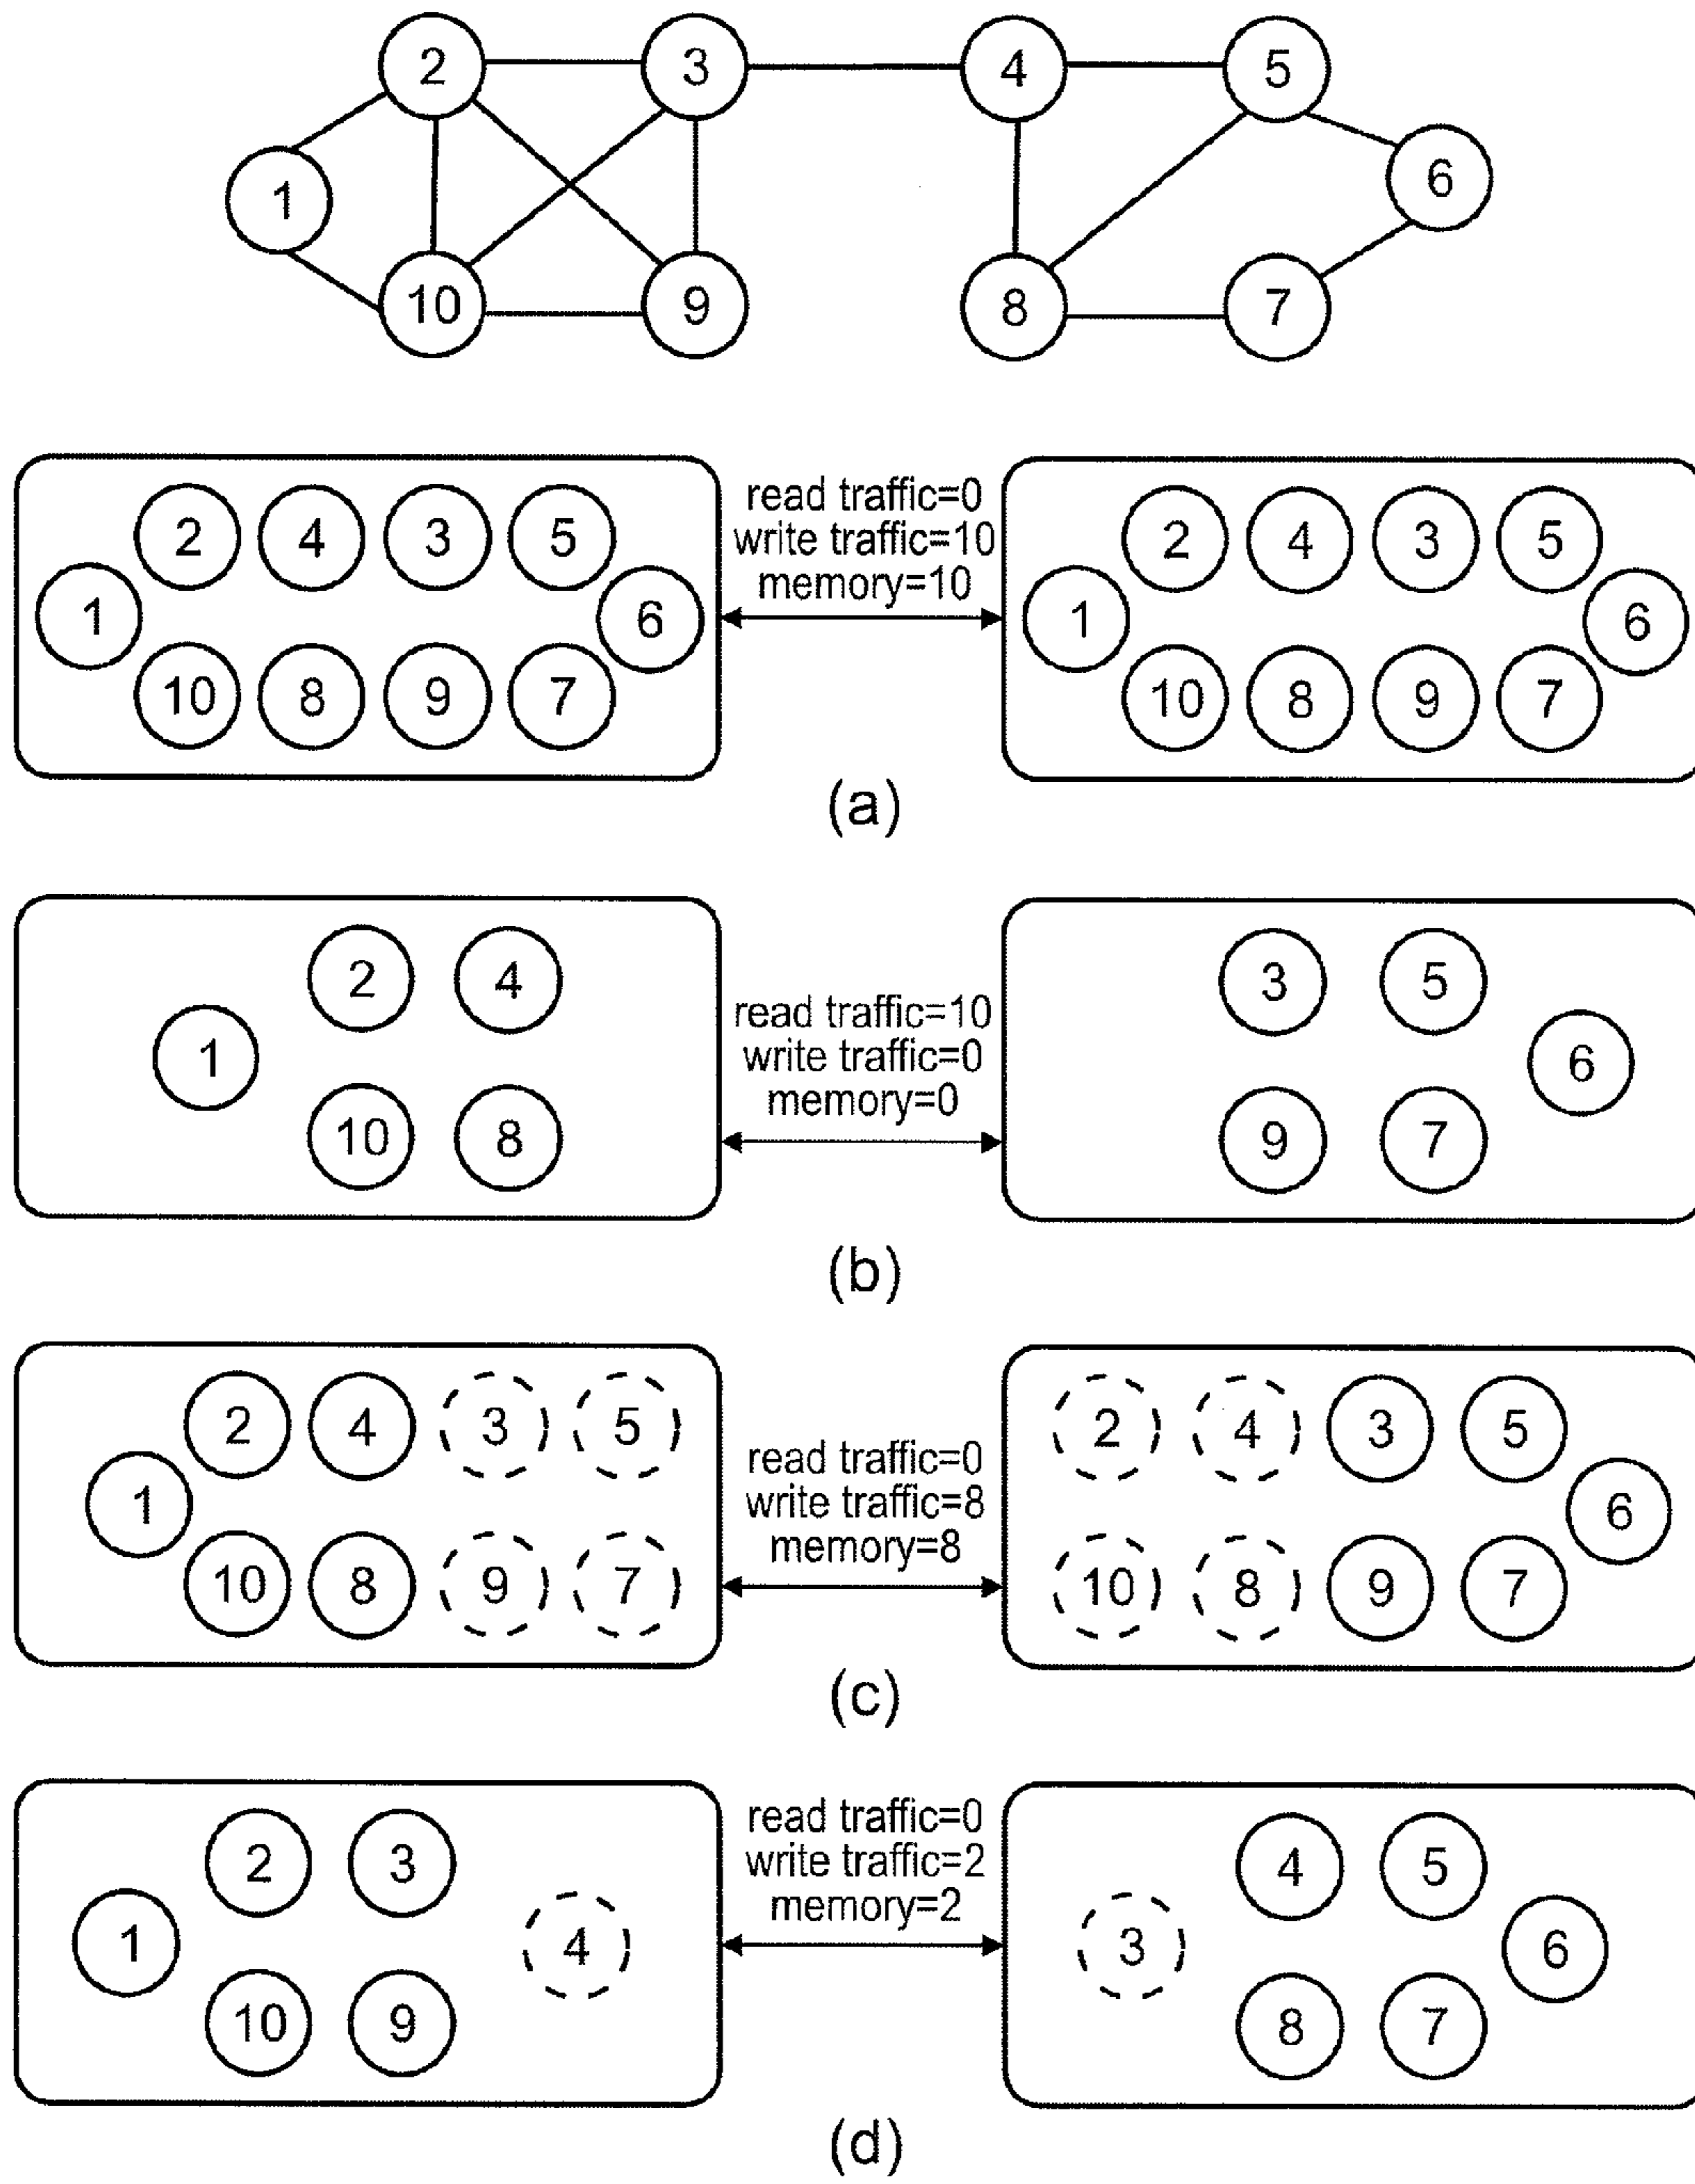 2 3 4 5
1 6
10 9 8 7
2 4 3 5
read traffic=0
write traffic=10
memory=10
2 4 3 5
1 6
1 6
10 8 9 7
10 8 9 7
(a)
2 4
3 5
1
read traffic=10
write traffic=0
memory=0
6
10 8
9 7
(b)
2 4 3 5
2 4 3 5
1
read traffic=0
write traffic=8
memory=8
6
10 8 9 7
10 8 9 7
(c)
2 3
read traffic=0
write traffic=2
memory=2
4 5
1 4
3 6
10 9
8 7
(d)